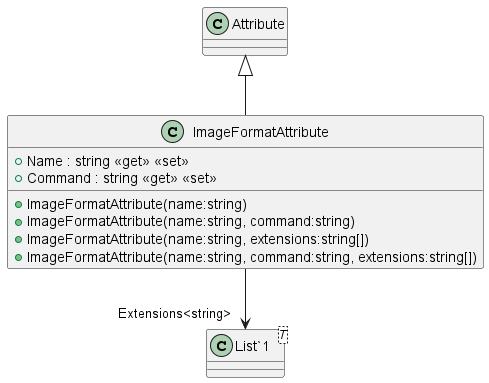 C Attribute
C ImageFormatAttribute
Name : string «get» «set»
Command : string «get» «set»
ImageFormatAttribute(name:string)
ImageFormatAttribute(name:string, command:string)
ImageFormatAttribute(name:string, extensions:string[])
ImageFormatAttribute(name:string, command:string, extensions:string[])
Extensions<string>
C List`1 T